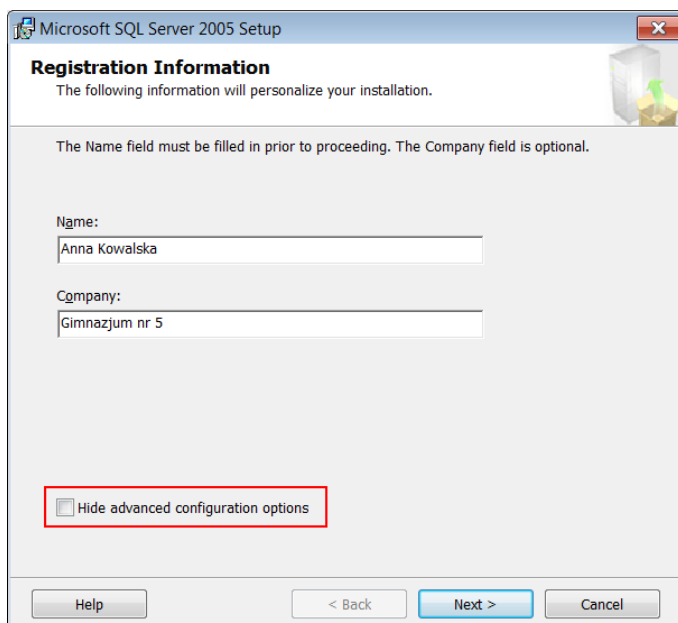 Microsoft SQL Server 2005 Setup
Registration Information
The following information will personalize your installation.
The Name field must be filled in prior to proceeding. The Company field is optional.
Name:
Anna Kowalska
Company:
Gimnazjum nr 5
Hide advanced configuration options
Help
< Back
Next >
Cancel